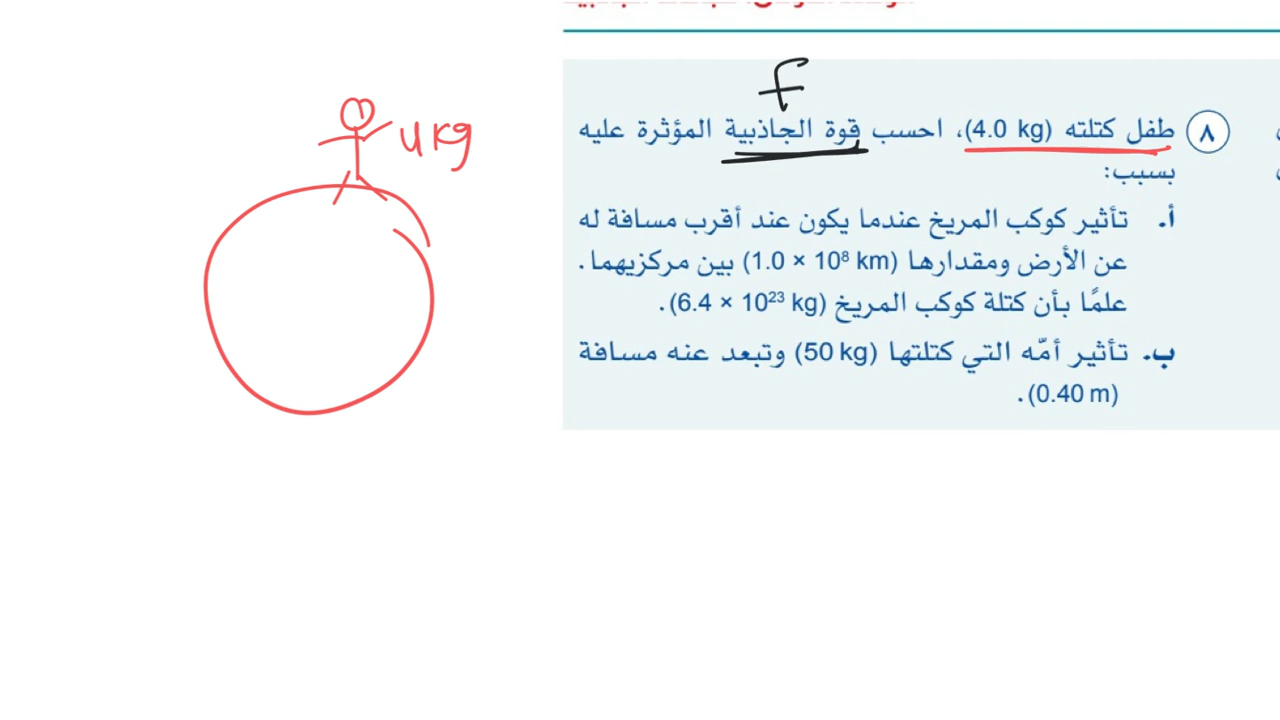 f
٨ طفل كتلته (4.0 kg)، احسب قوة الجاذبية المؤثرة عليه
بسبب:
أ. تأثير كوكب المريخ عندما يكون عند أقرب مسافة له
عن الأرض ومقدارها (1.0 × 10⁸ km) بين مركزيهما.
علمًا بأن كتلة كوكب المريخ (6.4 × 10²³ kg).
ب. تأثير أمّه التي كتلتها (50 kg) وتبعد عنه مسافة
(0.40 m).
4 kg